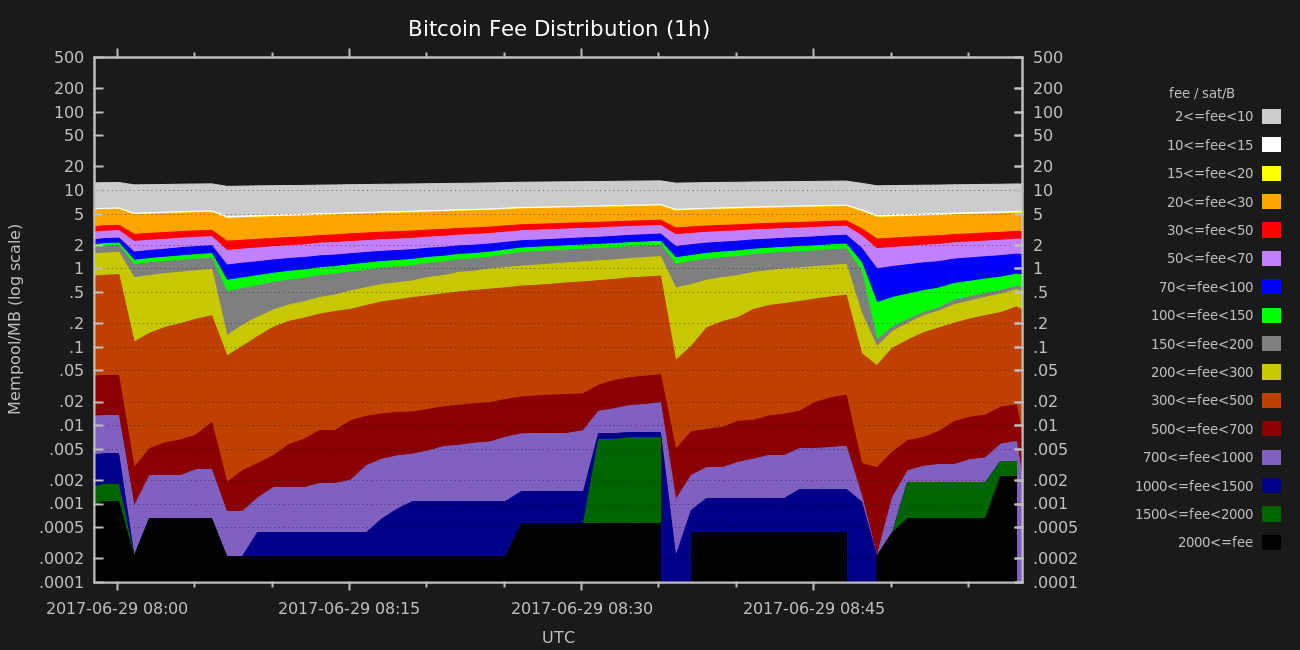 Bitcoin Fee Distribution (1h)
Mempool/MB (log scale)
500
200
100
50
20
10
5
2
1
.5
.2
.1
.05
.02
.01
.005
.002
.001
.0005
.0002
.0001
500
200
100
50
20
10
5
2
1
.5
.2
.1
.05
.02
.01
.005
.002
.001
.0005
.0002
.0001
2017-06-29 08:00
2017-06-29 08:15
2017-06-29 08:30
2017-06-29 08:45
UTC
fee / sat/B
2<=fee<10
10<=fee<15
15<=fee<20
20<=fee<30
30<=fee<50
50<=fee<70
70<=fee<100
100<=fee<150
150<=fee<200
200<=fee<300
300<=fee<500
500<=fee<700
700<=fee<1000
1000<=fee<1500
1500<=fee<2000
2000<=fee